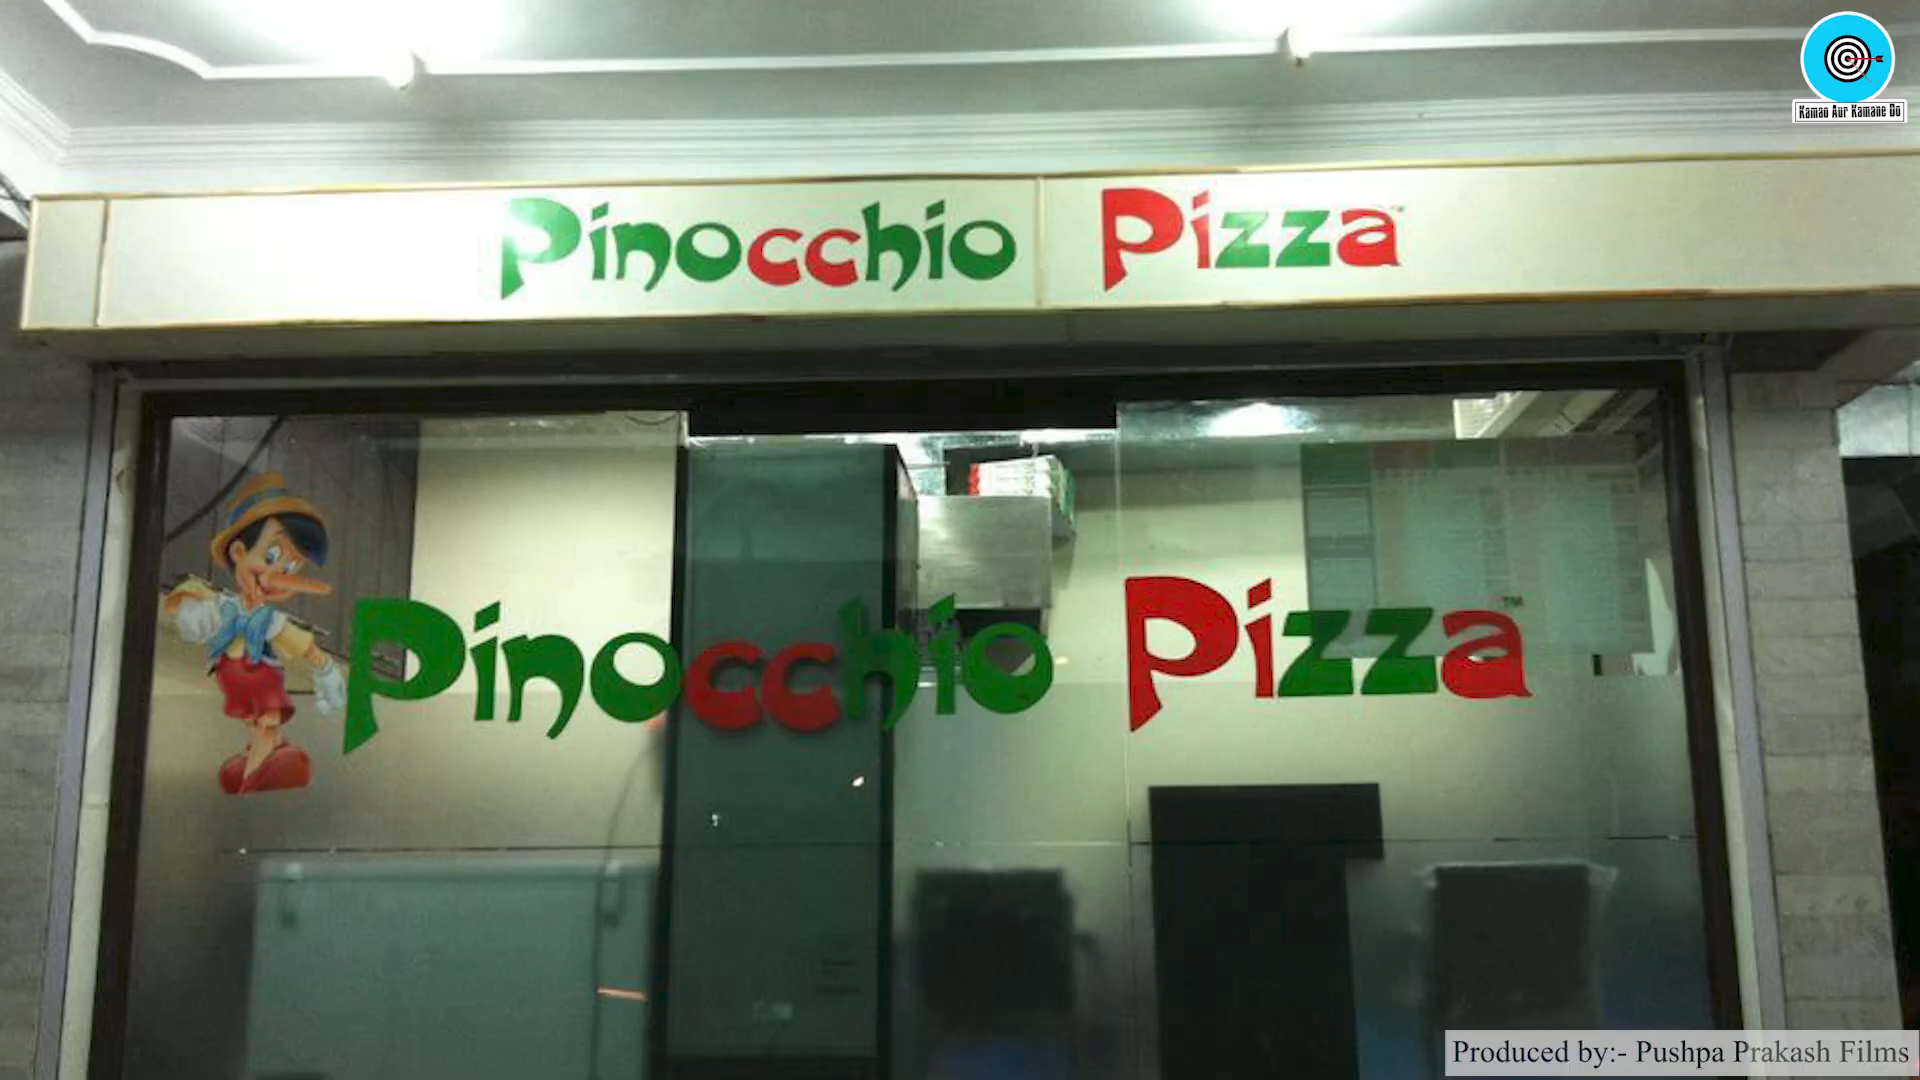 Kamao Aur Kamane Do
Pinocchio Pizza™
Pinocchio Pizza™
Produced by:- Pushpa Prakash Films